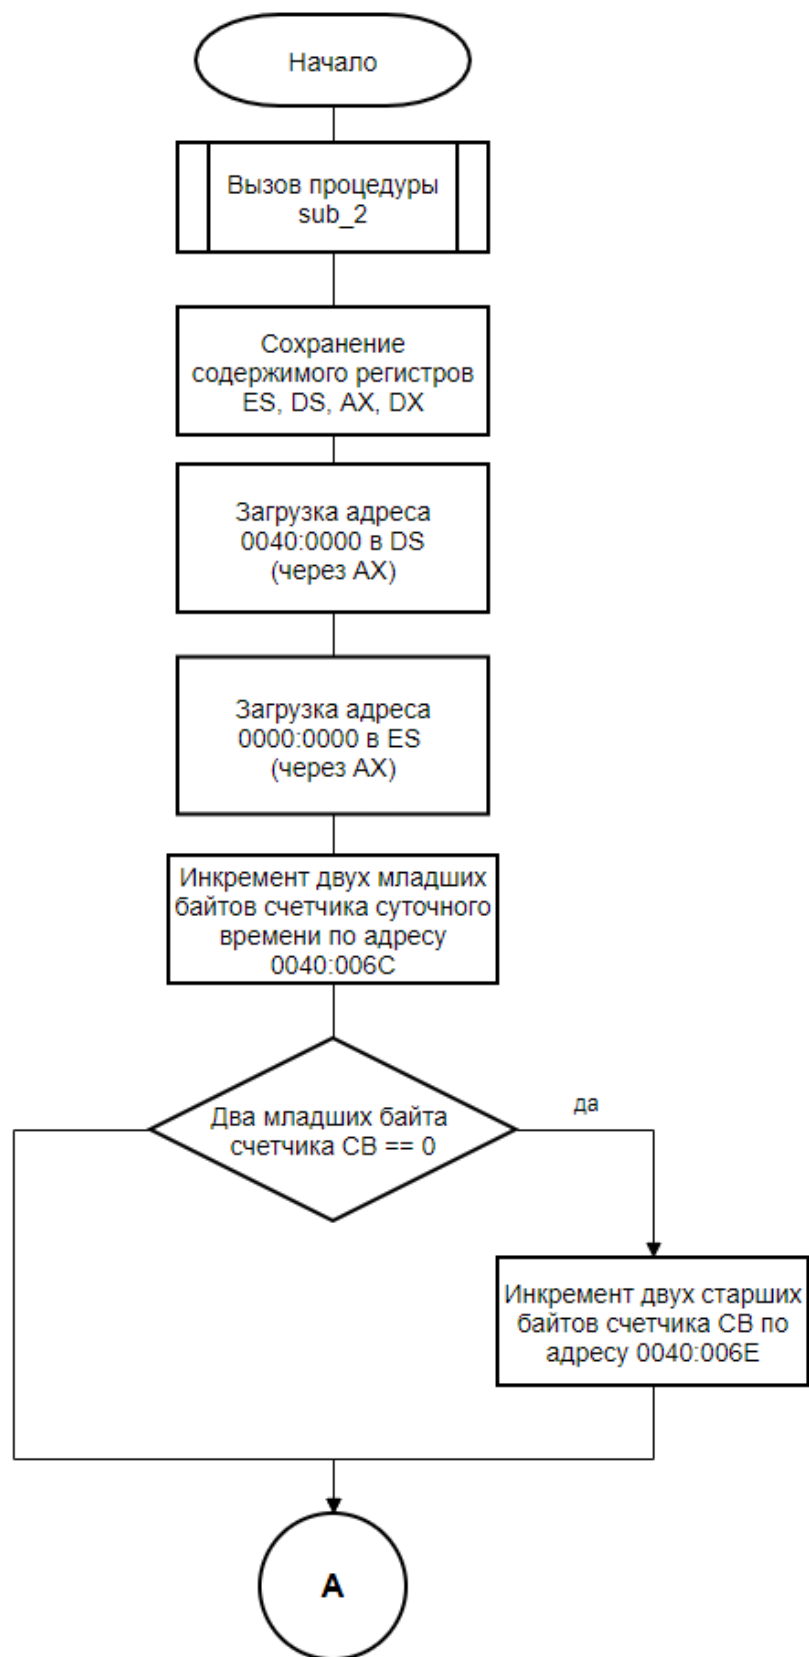 Начало
Вызов процедуры
sub_2
Сохранение
содержимого регистров
ES, DS, AX, DX
Загрузка адреса
0040:0000 в DS
(через AX)
Загрузка адреса
0000:0000 в ES
(через AX)
Инкремент двух младших
байтов счетчика суточного
времени по адресу
0040:006C
Два младших байта
счетчика СВ == 0
да
Инкремент двух старших
байтов счетчика СВ по
адресу 0040:006E
А